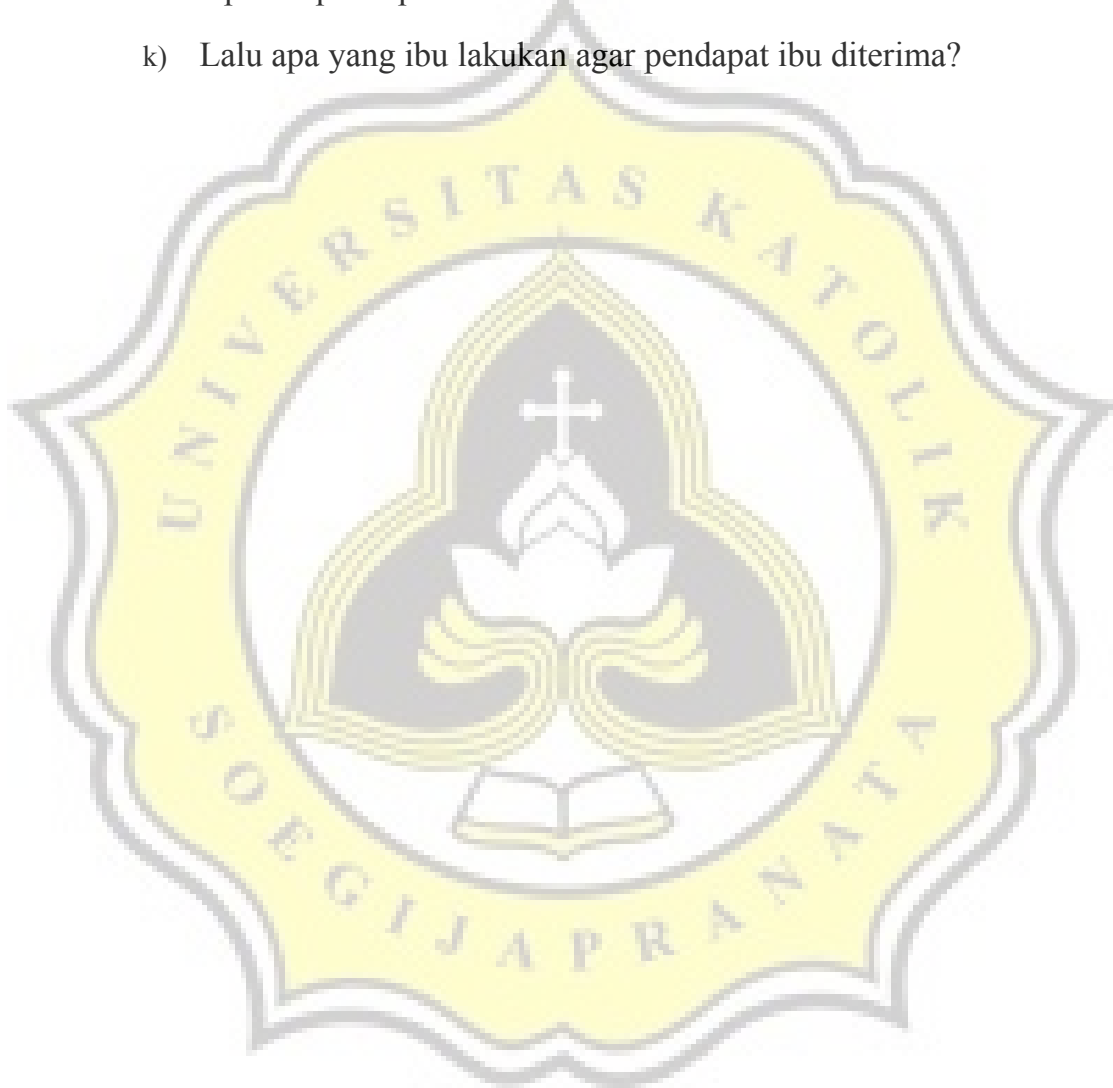 k) Lalu apa yang ibu lakukan agar pendapat ibu diterima?
UNIVERSITAS KATOLIK
SOEGIJAPRANATA